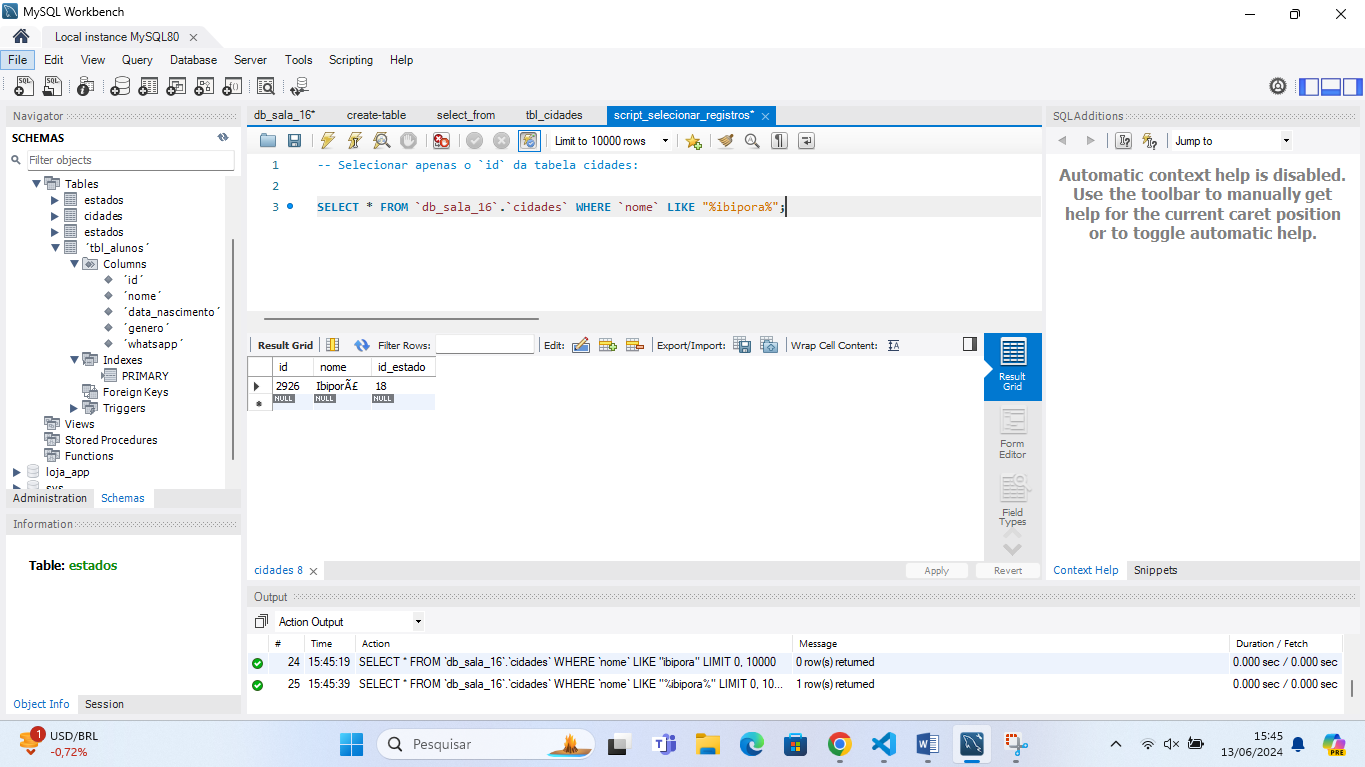 MySQL Workbench
Local instance MySQL80
File Edit View Query Database Server Tools Scripting Help
Navigator
SCHEMAS
Filter objects
Tables
estados
cidades
estados
´tbl_alunos´
Columns
´id´
´nome´
´data_nascimento´
´genero´
´whatsapp´
Indexes
PRIMARY
Foreign Keys
Triggers
Views
Stored Procedures
Functions
loja_app
sys
Administration Schemas
Information
Table: estados
Object Info Session
db_sala_16* create-table select_from tbl_cidades script_selecionar_registros*
Limit to 10000 rows
1 -- Selecionar apenas o `id` da tabela cidades:
2
3 SELECT * FROM `db_sala_16`.`cidades` WHERE `nome` LIKE "%ibipora%";
Result Grid Filter Rows: Edit: Export/Import: Wrap Cell Content:
id nome id_estado
2926 IbiporÃ£ 18
NULL NULL NULL
Result
Grid
Form
Editor
Field
Types
cidades 8
Apply Revert
SQLAdditions
Jump to
Automatic context help is disabled.
Use the toolbar to manually get
help for the current caret position
or to toggle automatic help.
Context Help Snippets
Output
Action Output
# Time Action Message Duration / Fetch
24 15:45:19 SELECT * FROM `db_sala_16`.`cidades` WHERE `nome` LIKE "ibipora" LIMIT 0, 10000 0 row(s) returned 0.000 sec / 0.000 sec
25 15:45:39 SELECT * FROM `db_sala_16`.`cidades` WHERE `nome` LIKE "%ibipora%" LIMIT 0, 10... 1 row(s) returned 0.000 sec / 0.000 sec
1
USD/BRL
-0,72%
Pesquisar
15:45
13/06/2024
PRE